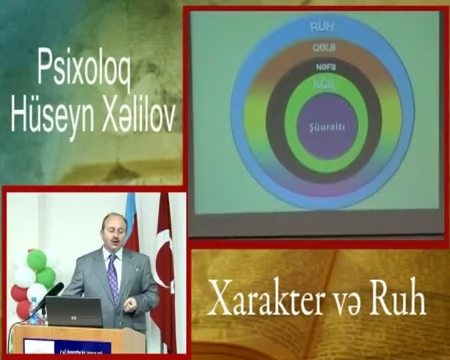 Psixoloq
Hüseyn Xəlilov
RUH
QƏLB
NƏFS
AĞIL
Şüuraltı
Xarakter və Ruh